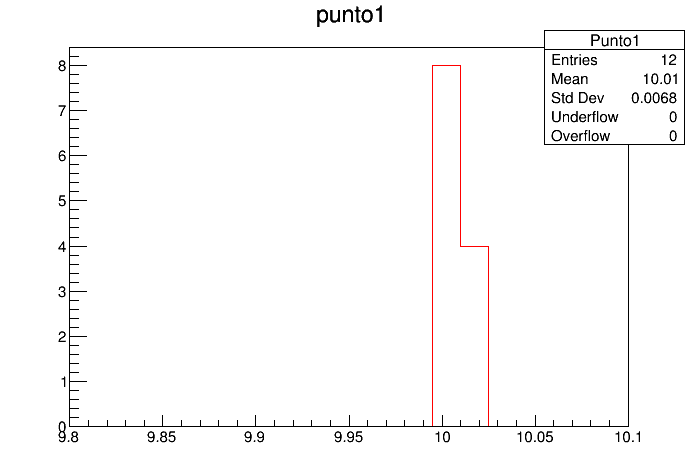 punto1
Punto1
Entries 12
Mean 10.01
Std Dev 0.0068
Underflow 0
Overflow 0
8
7
6
5
4
3
2
1
0
9.8 9.85 9.9 9.95 10 10.05 10.1